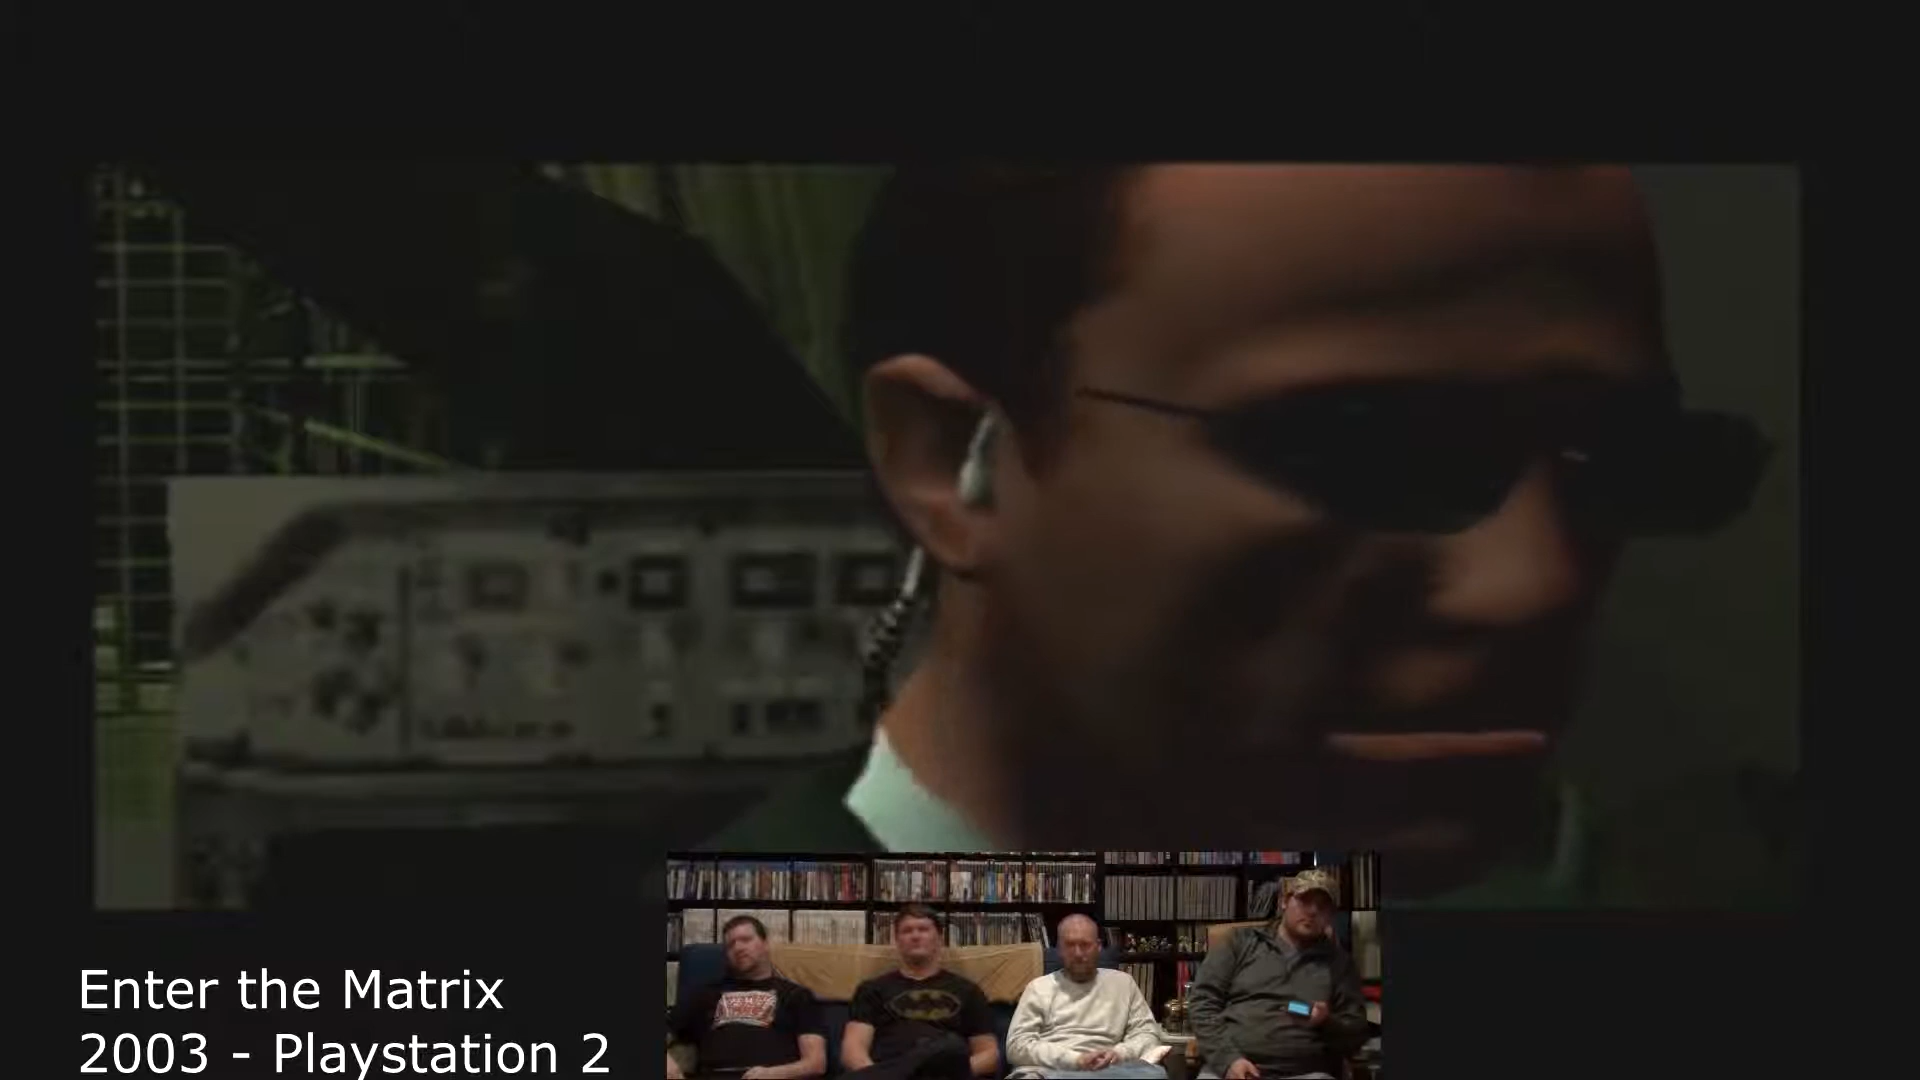 Enter the Matrix
2003 - Playstation 2